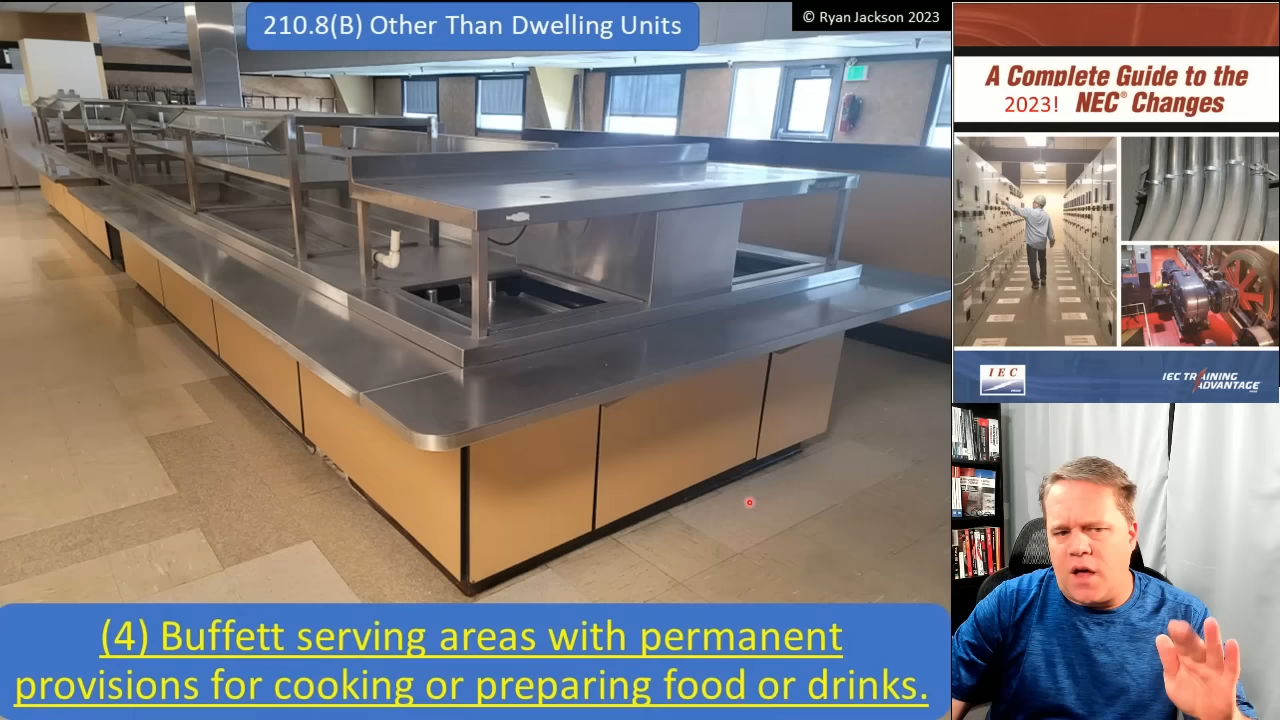 210.8(B) Other Than Dwelling Units
© Ryan Jackson 2023
A Complete Guide to the
2023! NEC® Changes
IEC
IEC TRAINING
ADVANTAGE
(4) Buffett serving areas with permanent
provisions for cooking or preparing food or drinks.